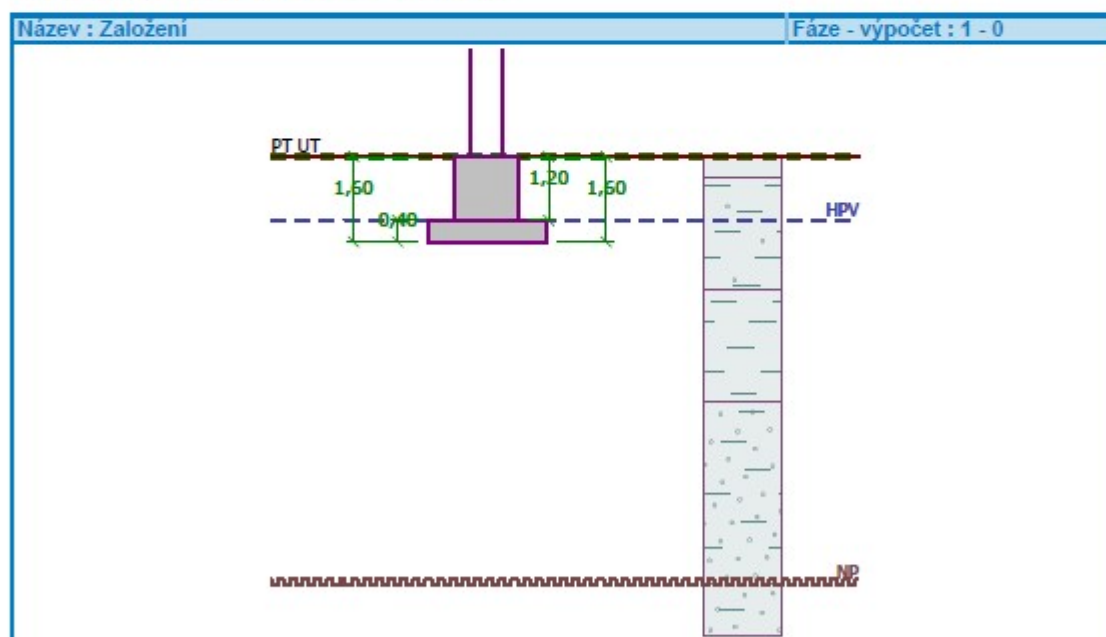 Název : Založení
Fáze - výpočet : 1 - 0
PT UT
1,60
1,20
1,60
0,40
HPV
NP